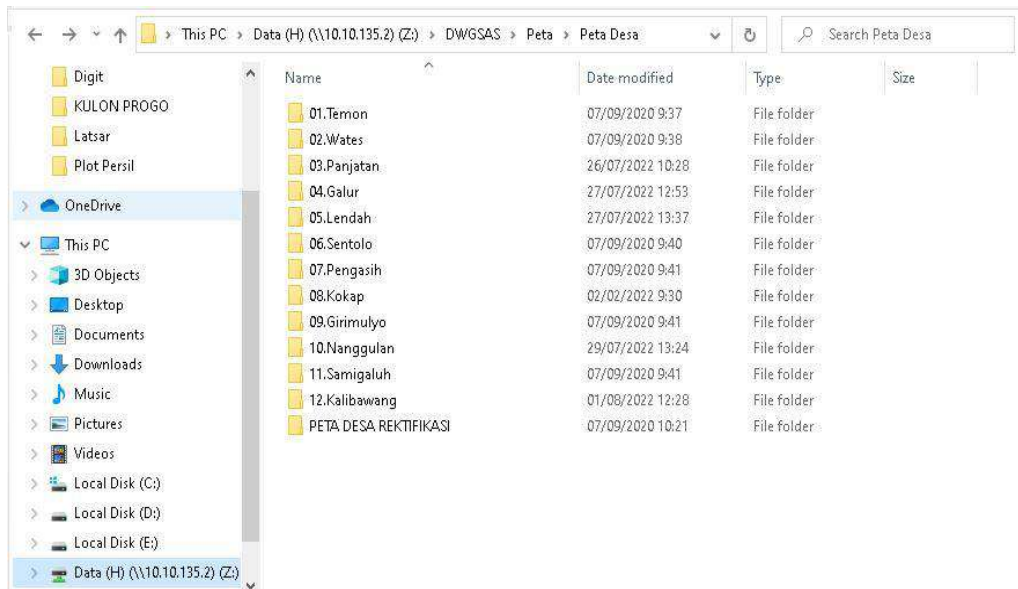 This PC > Data (H) (\\10.10.135.2) (Z:) > DWGSAS > Peta > Peta Desa
Search Peta Desa
Digit
KULON PROGO
Latsar
Plot Persil
OneDrive
This PC
3D Objects
Desktop
Documents
Downloads
Music
Pictures
Videos
Local Disk (C:)
Local Disk (D:)
Local Disk (E:)
Data (H) (\\10.10.135.2) (Z:)
Name Date modified Type Size
01.Temon 07/09/2020 9:37 File folder
02.Wates 07/09/2020 9:38 File folder
03.Panjatan 26/07/2022 10:28 File folder
04.Galur 27/07/2022 12:53 File folder
05.Lendah 27/07/2022 13:37 File folder
06.Sentolo 07/09/2020 9:40 File folder
07.Pengasih 07/09/2020 9:41 File folder
08.Kokap 02/02/2022 9:30 File folder
09.Girimulyo 07/09/2020 9:41 File folder
10.Nanggulan 29/07/2022 13:24 File folder
11.Samigaluh 07/09/2020 9:41 File folder
12.Kalibawang 01/08/2022 12:28 File folder
PETA DESA REKTIFIKASI 07/09/2020 10:21 File folder